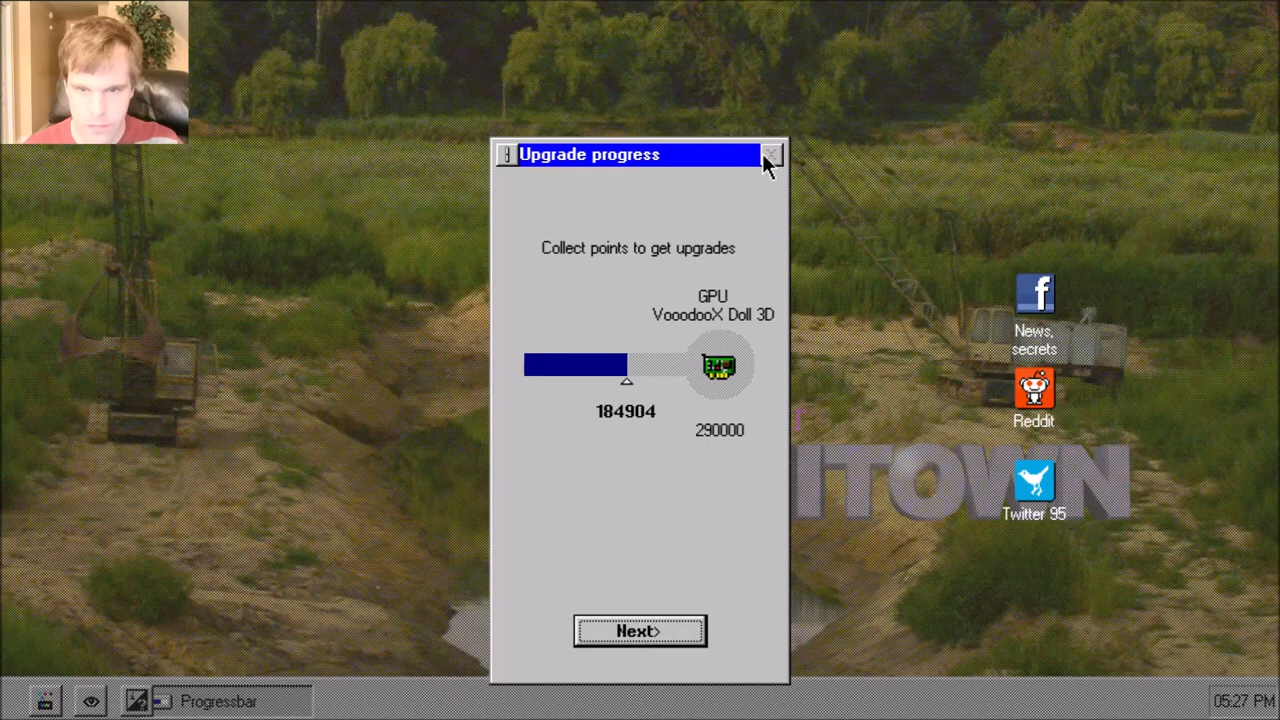 Upgrade progress
Collect points to get upgrades
GPU
VooodooX Doll 3D
184904
290000
Next>
News,
secrets
Reddit
ITOWN
Twitter 95
Progressbar
05:27 PM